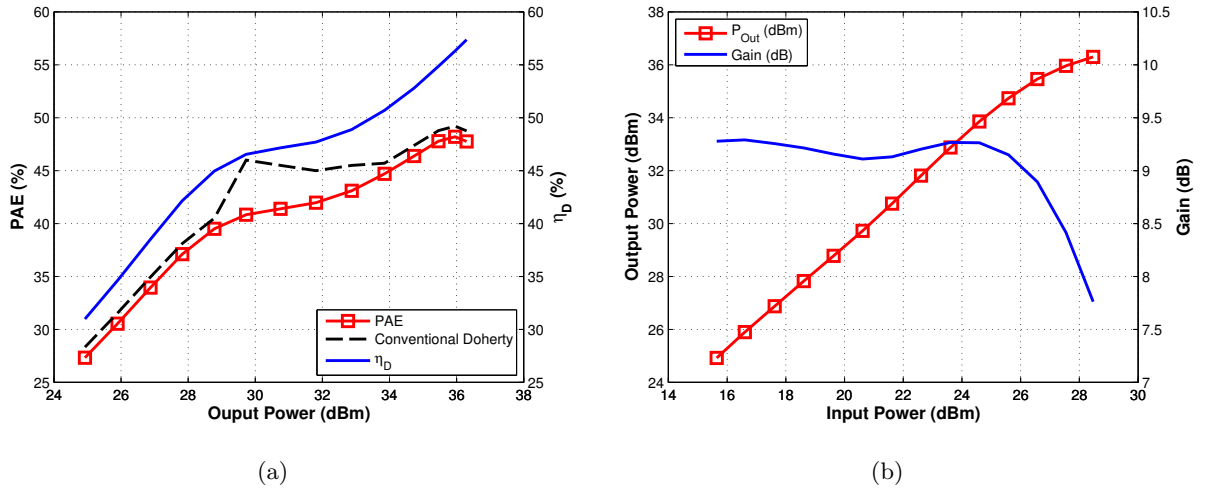 60
55
50
45
40
35
30
25
PAE (%)
60
55
50
45
40
35
30
25
η_D (%)
24 26 28 30 32 34 36 38
Ouput Power (dBm)
PAE
Conventional Doherty
η_D
(a)
38
36
34
32
30
28
26
24
Output Power (dBm)
10.5
10
9.5
9
8.5
8
7.5
7
Gain (dB)
14 16 18 20 22 24 26 28 30
Input Power (dBm)
P_Out (dBm)
Gain (dB)
(b)